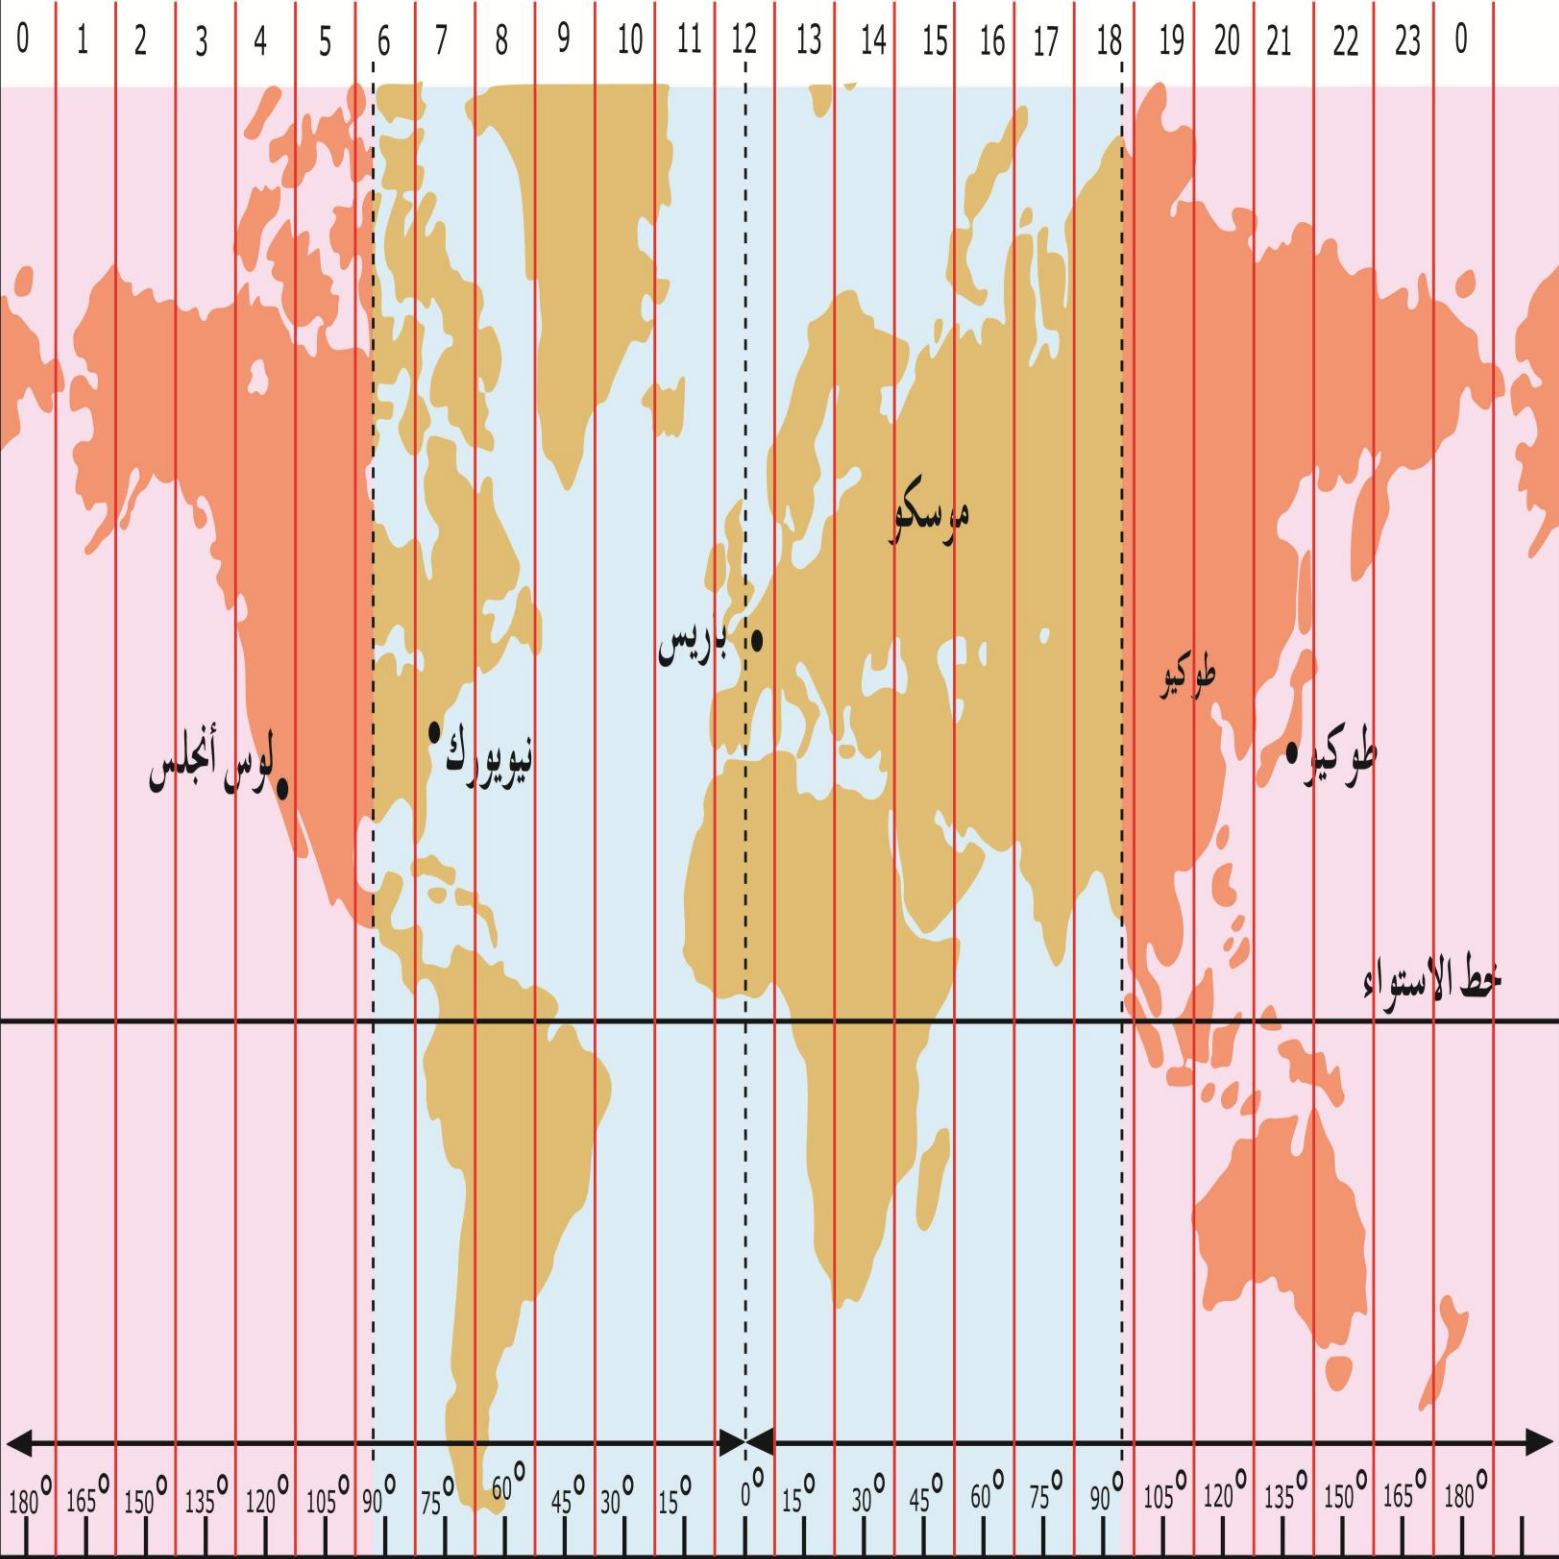 0 1 2 3 4 5 6 7 8 9 10 11 12 13 14 15 16 17 18 19 20 21 22 23 0
موسكو
باريس
طوكيو
لوس أنجلس
نيويورك
طوكيو
خط الاستواء
180° 165° 150° 135° 120° 105° 90° 75° 60° 45° 30° 15° 0° 15° 30° 45° 60° 75° 90° 105° 120° 135° 150° 165° 180°